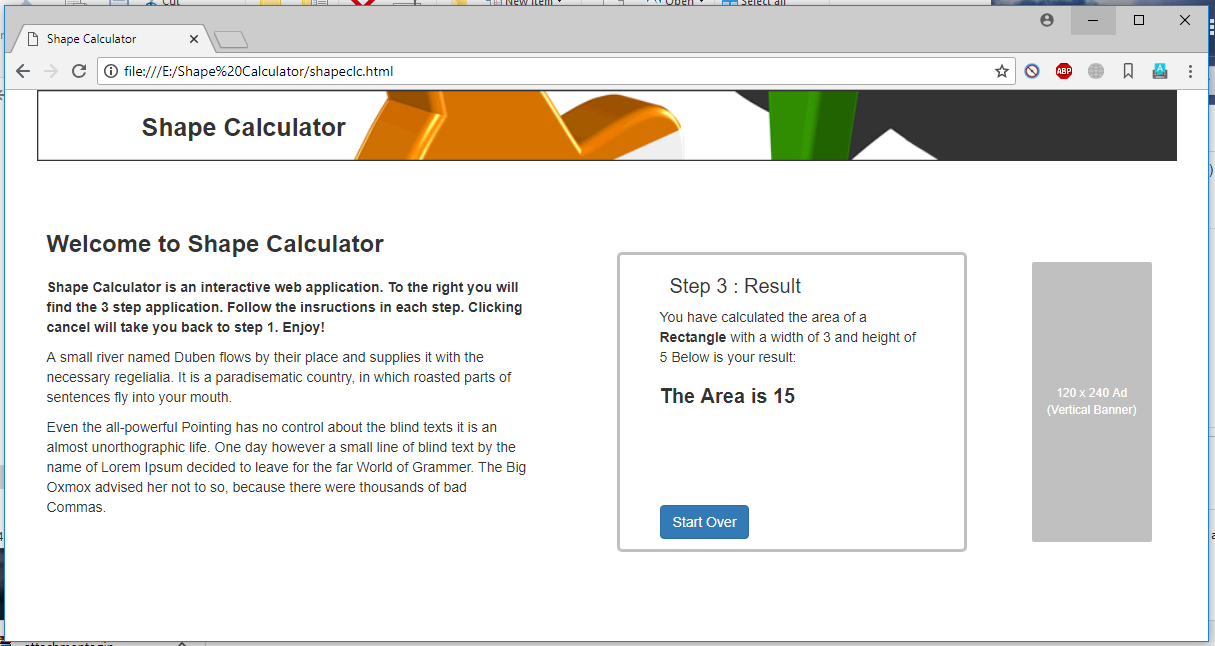 Cut
New item
Open
Select all
Shape Calculator
file:///E:/Shape%20Calculator/shapeclc.html
ABP
Shape Calculator
Welcome to Shape Calculator
Shape Calculator is an interactive web application. To the right you will
find the 3 step application. Follow the insructions in each step. Clicking
cancel will take you back to step 1. Enjoy!
A small river named Duben flows by their place and supplies it with the
necessary regelialia. It is a paradisematic country, in which roasted parts of
sentences fly into your mouth.
Even the all-powerful Pointing has no control about the blind texts it is an
almost unorthographic life. One day however a small line of blind text by the
name of Lorem Ipsum decided to leave for the far World of Grammer. The Big
Oxmox advised her not to so, because there were thousands of bad
Commas.
Step 3 : Result
You have calculated the area of a
Rectangle with a width of 3 and height of
5 Below is your result:
The Area is 15
Start Over
120 x 240 Ad
(Vertical Banner)